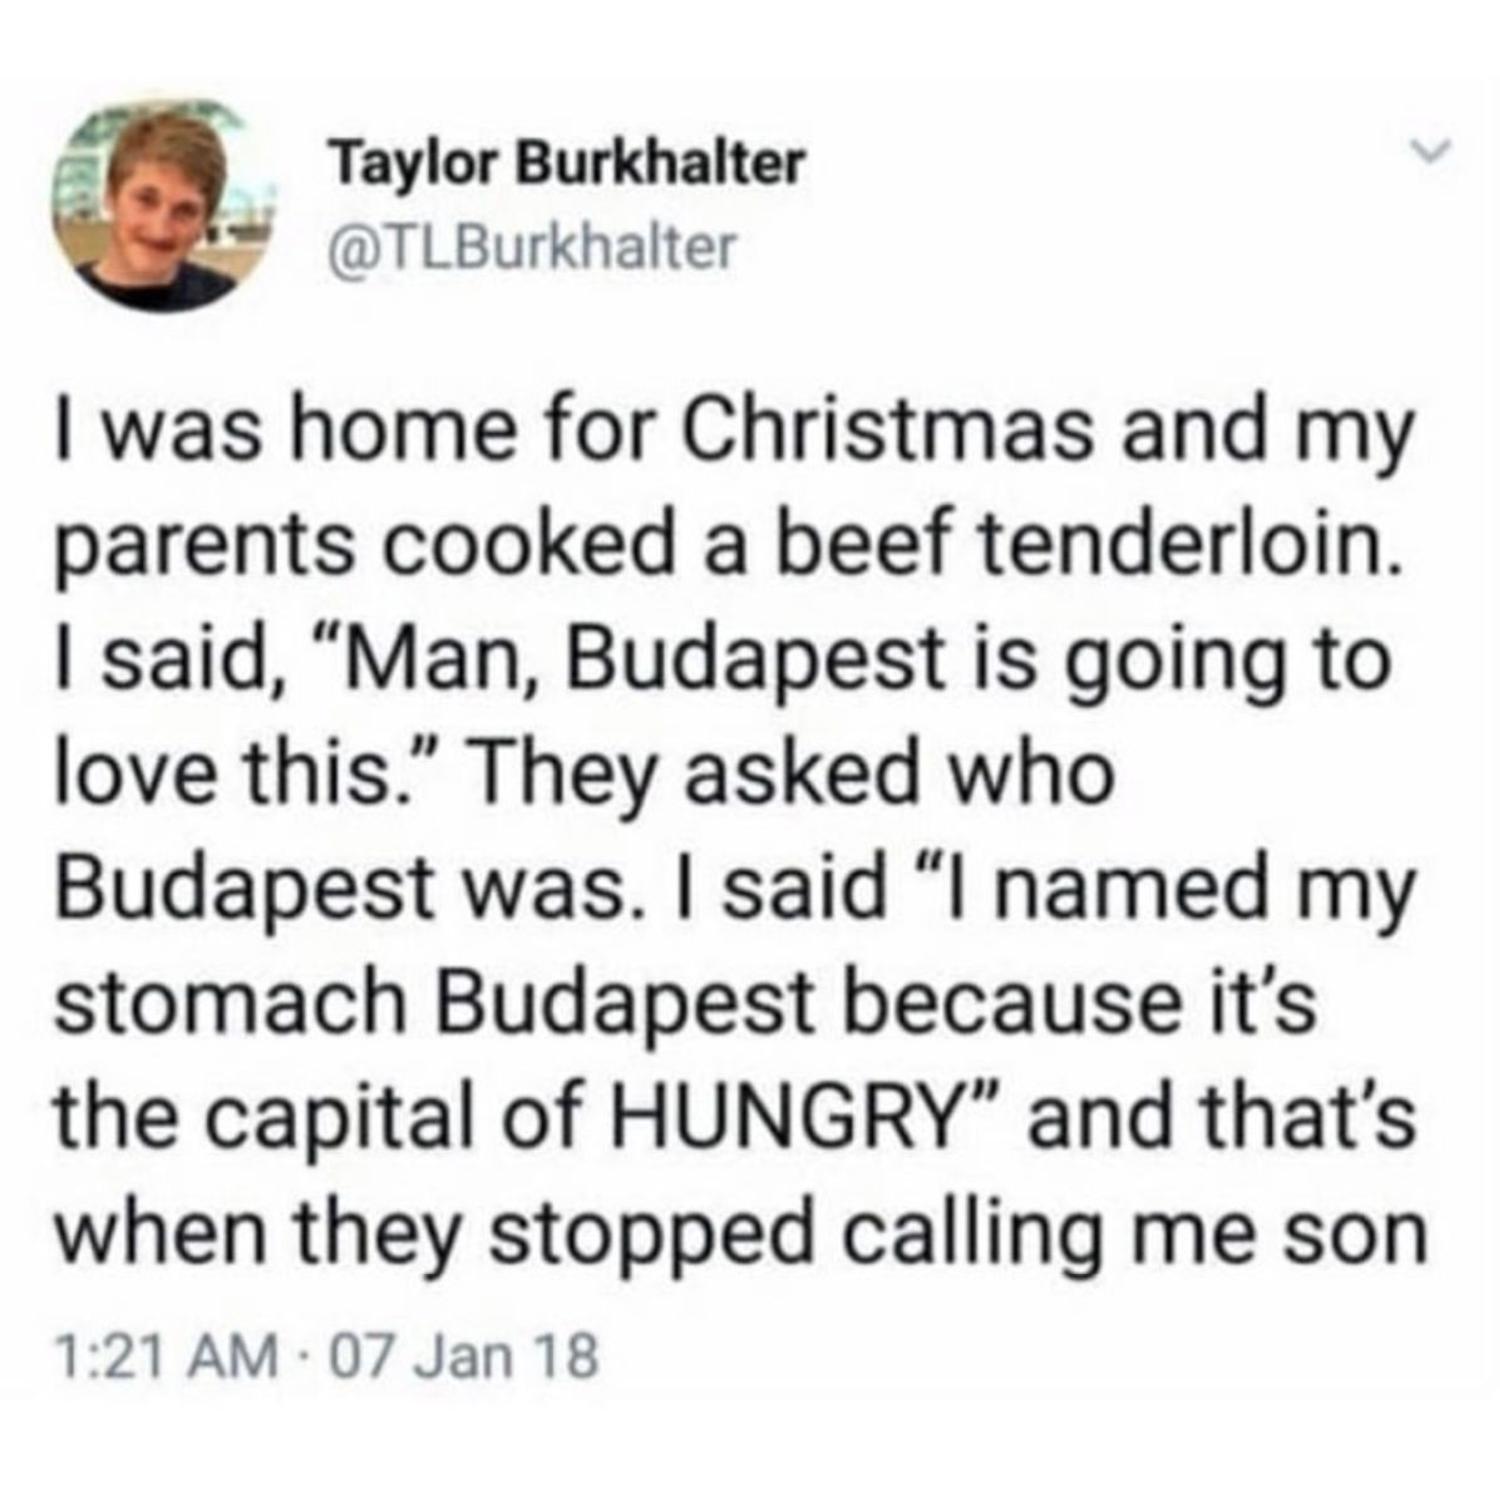 Taylor Burkhalter
@TLBurkhalter
I was home for Christmas and my
parents cooked a beef tenderloin.
I said, “Man, Budapest is going to
love this.” They asked who
Budapest was. I said “I named my
stomach Budapest because it’s
the capital of HUNGRY” and that’s
when they stopped calling me son
1:21 AM · 07 Jan 18